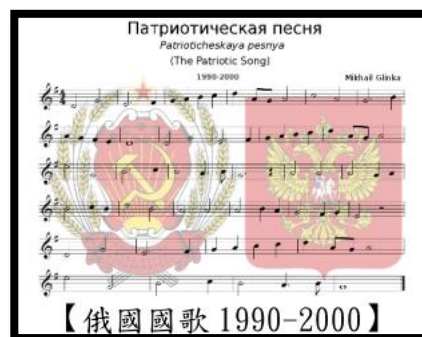 Патриотическая песня
Patrioticheskaya pesnya
(The Patriotic Song)
1990-2000
Mikhail Glinka
【俄國國歌 1990-2000】